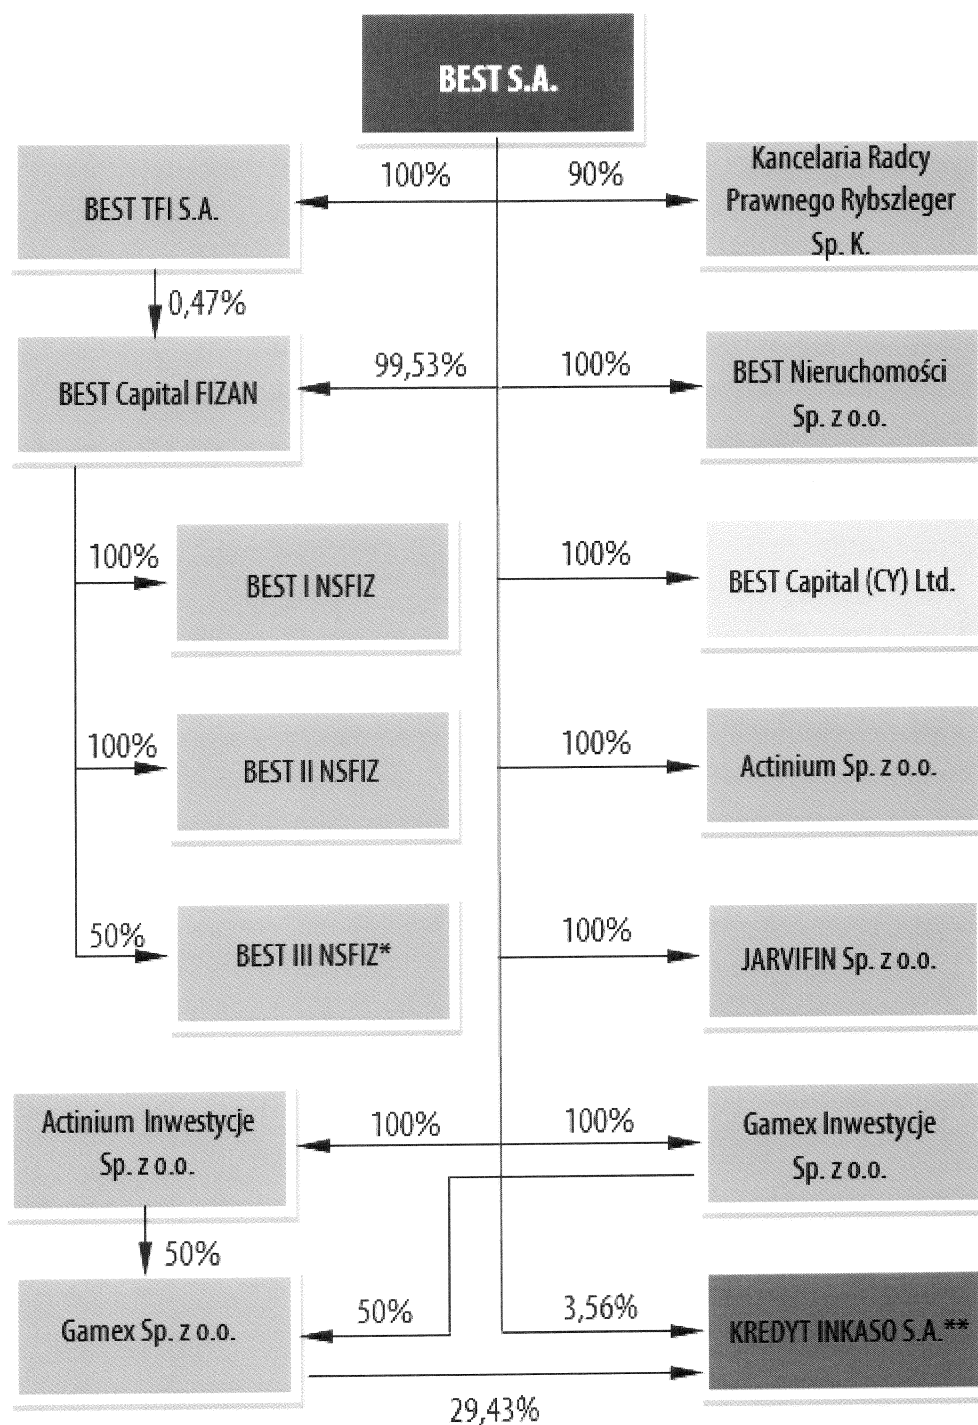 BEST S.A.
100%
90%
BEST TFI S.A.
Kancelaria Radcy
Prawnego Rybszleger
Sp. K.
0,47%
BEST Capital FIZAN
99,53%
100%
BEST Nieruchomości
Sp. z o.o.
100%
BEST I NSFIZ
100%
BEST Capital (CY) Ltd.
100%
BEST II NSFIZ
100%
Actinium Sp. z o.o.
50%
BEST III NSFIZ*
100%
JARVIFIN Sp. z o.o.
Actinium Inwestycje
Sp. z o.o.
100%
100%
Gamex Inwestycje
Sp. z o.o.
50%
Gamex Sp. z o.o.
50%
3,56%
KREDYT INKASO S.A.**
29,43%